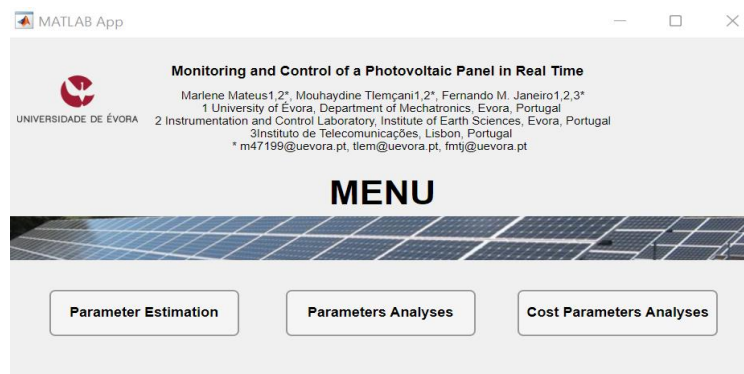 MATLAB App
Monitoring and Control of a Photovoltaic Panel in Real Time
Marlene Mateus1,2*, Mouhaydine Tlemçani1,2*, Fernando M. Janeiro1,2,3*
1 University of Évora, Department of Mechatronics, Evora, Portugal
UNIVERSIDADE DE ÉVORA
2 Instrumentation and Control Laboratory, Institute of Earth Sciences, Evora, Portugal
3Instituto de Telecomunicações, Lisbon, Portugal
* m47199@uevora.pt, tlem@uevora.pt, fmtj@uevora.pt
MENU
Parameter Estimation
Parameters Analyses
Cost Parameters Analyses